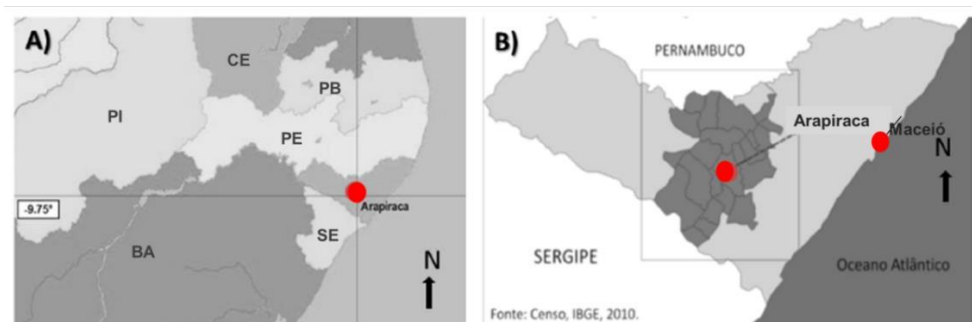 A)
CE
PB
PI
PE
-9.75°
Arapiraca
SE
BA
N
B)
PERNAMBUCO
Arapiraca
Maceió
N
SERGIPE
Oceano Atlântico
Fonte: Censo, IBGE, 2010.